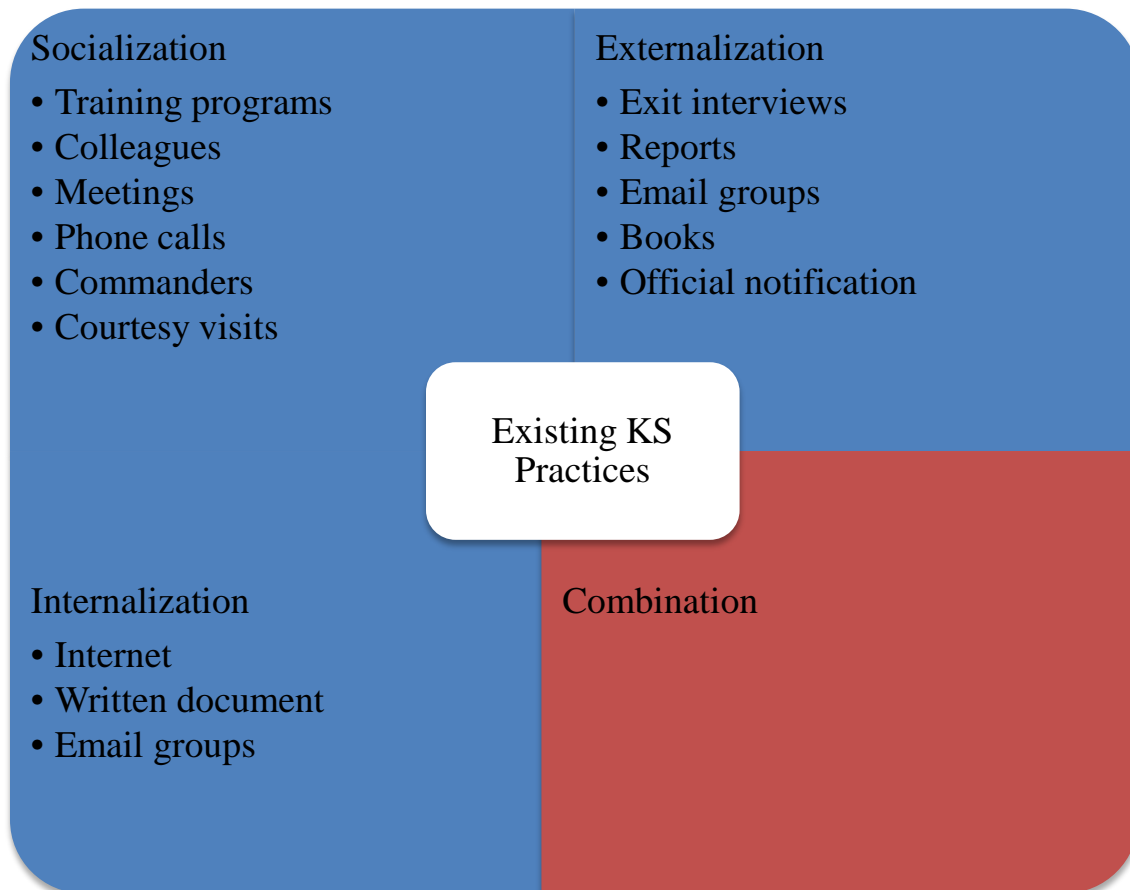 Socialization
• Training programs
• Colleagues
• Meetings
• Phone calls
• Commanders
• Courtesy visits
Externalization
• Exit interviews
• Reports
• Email groups
• Books
• Official notification
Existing KS
Practices
Internalization
• Internet
• Written document
• Email groups
Combination